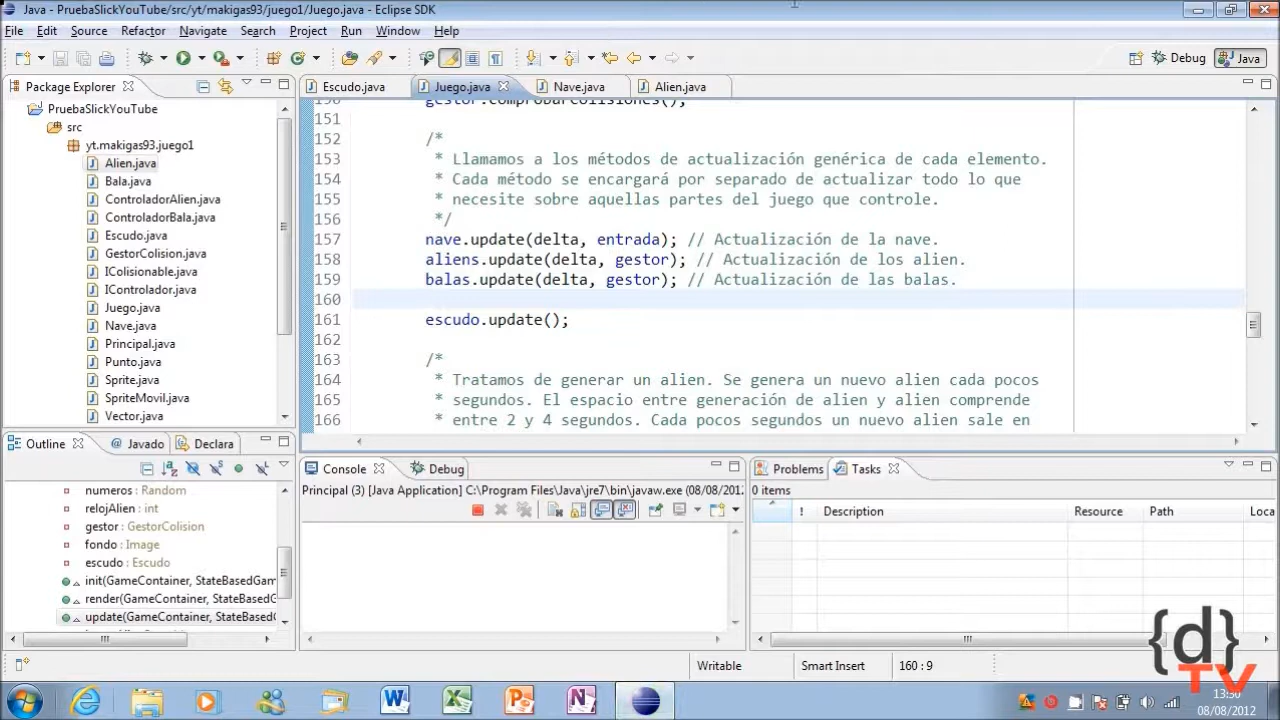 Java - PruebaSlickYouTube/src/yt/makigas93/juego1/Juego.java - Eclipse SDK
File Edit Source Refactor Navigate Search Project Run Window Help
Debug Java
Package Explorer
Escudo.java Juego.java Nave.java Alien.java
PruebaSlickYouTube
src
yt.makigas93.juego1
Alien.java
Bala.java
ControladorAlien.java
ControladorBala.java
Escudo.java
GestorColision.java
IColisionable.java
IControlador.java
Juego.java
Nave.java
Principal.java
Punto.java
Sprite.java
SpriteMovil.java
Vector.java
150 gestor.comprobarColisiones();
151
152 /*
153 * Llamamos a los métodos de actualización genérica de cada elemento.
154 * Cada método se encargará por separado de actualizar todo lo que
155 * necesite sobre aquellas partes del juego que controle.
156 */
157 nave.update(delta, entrada); // Actualización de la nave.
158 aliens.update(delta, gestor); // Actualización de los alien.
159 balas.update(delta, gestor); // Actualización de las balas.
160
161 escudo.update();
162
163 /*
164 * Tratamos de generar un alien. Se genera un nuevo alien cada pocos
165 * segundos. El espacio entre generación de alien y alien comprende
166 * entre 2 y 4 segundos. Cada pocos segundos un nuevo alien sale en
Outline Javado Declara
numeros : Random
relojAlien : int
gestor : GestorColision
fondo : Image
escudo : Escudo
init(GameContainer, StateBasedGam
render(GameContainer, StateBasedG
update(GameContainer, StateBasedG
Console Debug
Principal (3) [Java Application] C:\Program Files\Java\jre7\bin\javaw.exe (08/08/2012
Problems Tasks
0 items
! Description Resource Path Loca
Writable Smart Insert 160 : 9
{d}
TV
13:50
08/08/2012